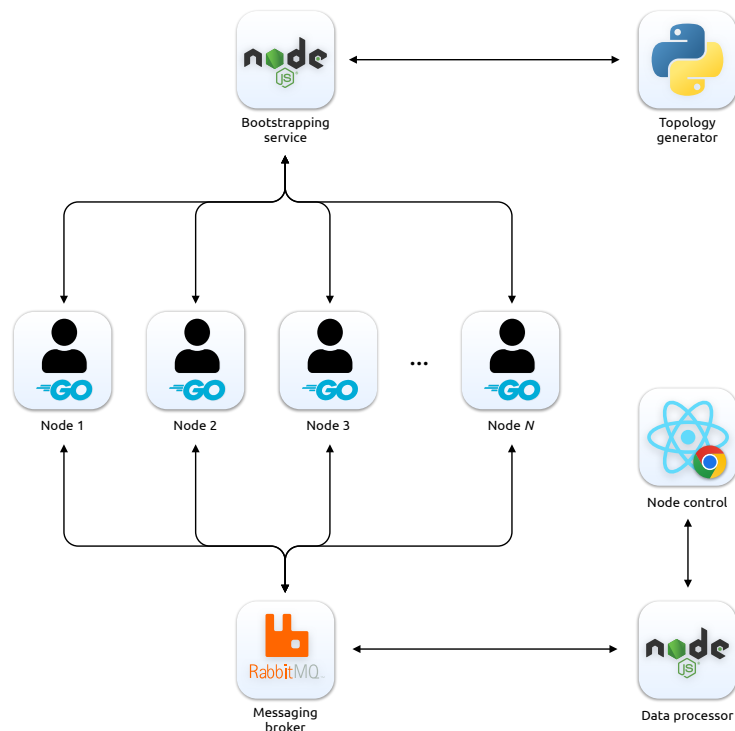 node
JS
Bootstrapping
service
Topology
generator
GO
GO
GO
...
GO
Node 1
Node 2
Node 3
Node N
Node control
RabbitMQ
Messaging
broker
node
JS
Data processor